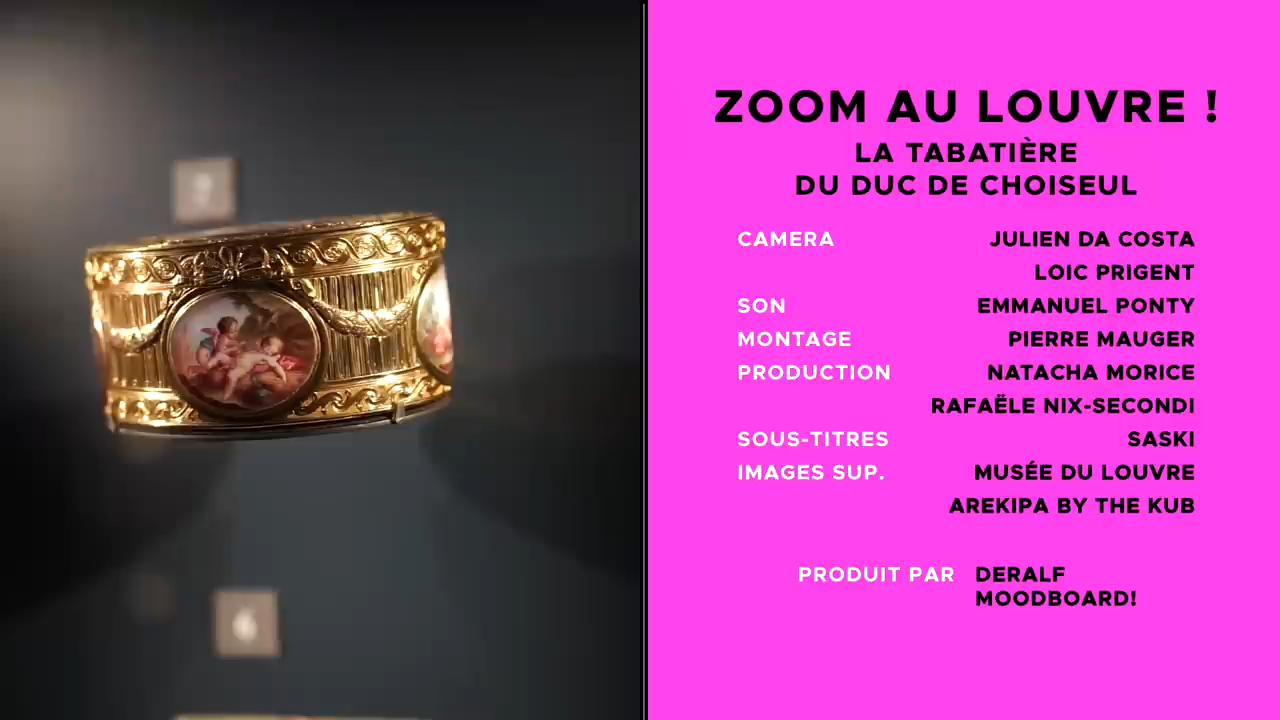 ZOOM AU LOUVRE !
LA TABATIÈRE
DU DUC DE CHOISEUL
CAMERA JULIEN DA COSTA
LOIC PRIGENT
SON EMMANUEL PONTY
MONTAGE PIERRE MAUGER
PRODUCTION NATACHA MORICE
RAFAËLE NIX-SECONDI
SOUS-TITRES SASKI
IMAGES SUP. MUSÉE DU LOUVRE
AREKIPA BY THE KUB
PRODUIT PAR DERALF
MOODBOARD!